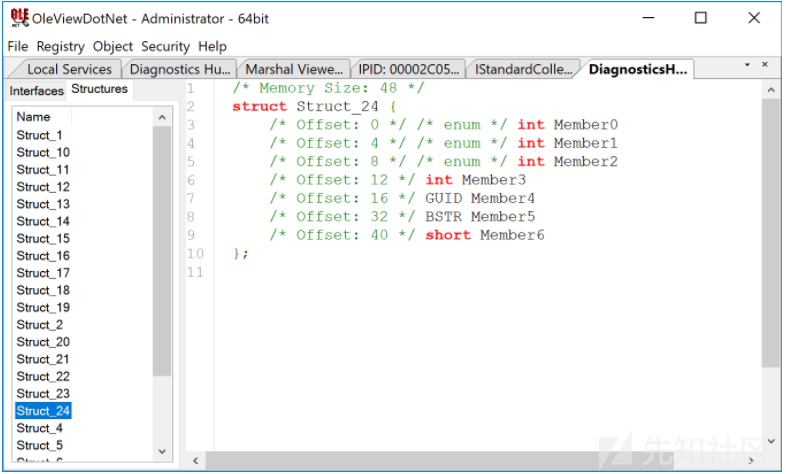 OleViewDotNet - Administrator - 64bit
File Registry Object Security Help
Local Services Diagnostics Hu... Marshal Viewe... IPID: 00002C05... IStandardColle... DiagnosticsH...
Interfaces Structures
Name
Struct_1
Struct_10
Struct_11
Struct_12
Struct_13
Struct_14
Struct_15
Struct_16
Struct_17
Struct_18
Struct_19
Struct_2
Struct_20
Struct_21
Struct_22
Struct_23
Struct_24
Struct_4
Struct_5
1 /* Memory Size: 48 */
2 struct Struct_24 {
3 /* Offset: 0 */ /* enum */ int Member0
4 /* Offset: 4 */ /* enum */ int Member1
5 /* Offset: 8 */ /* enum */ int Member2
6 /* Offset: 12 */ int Member3
7 /* Offset: 16 */ GUID Member4
8 /* Offset: 32 */ BSTR Member5
9 /* Offset: 40 */ short Member6
10 };
11
先知社区